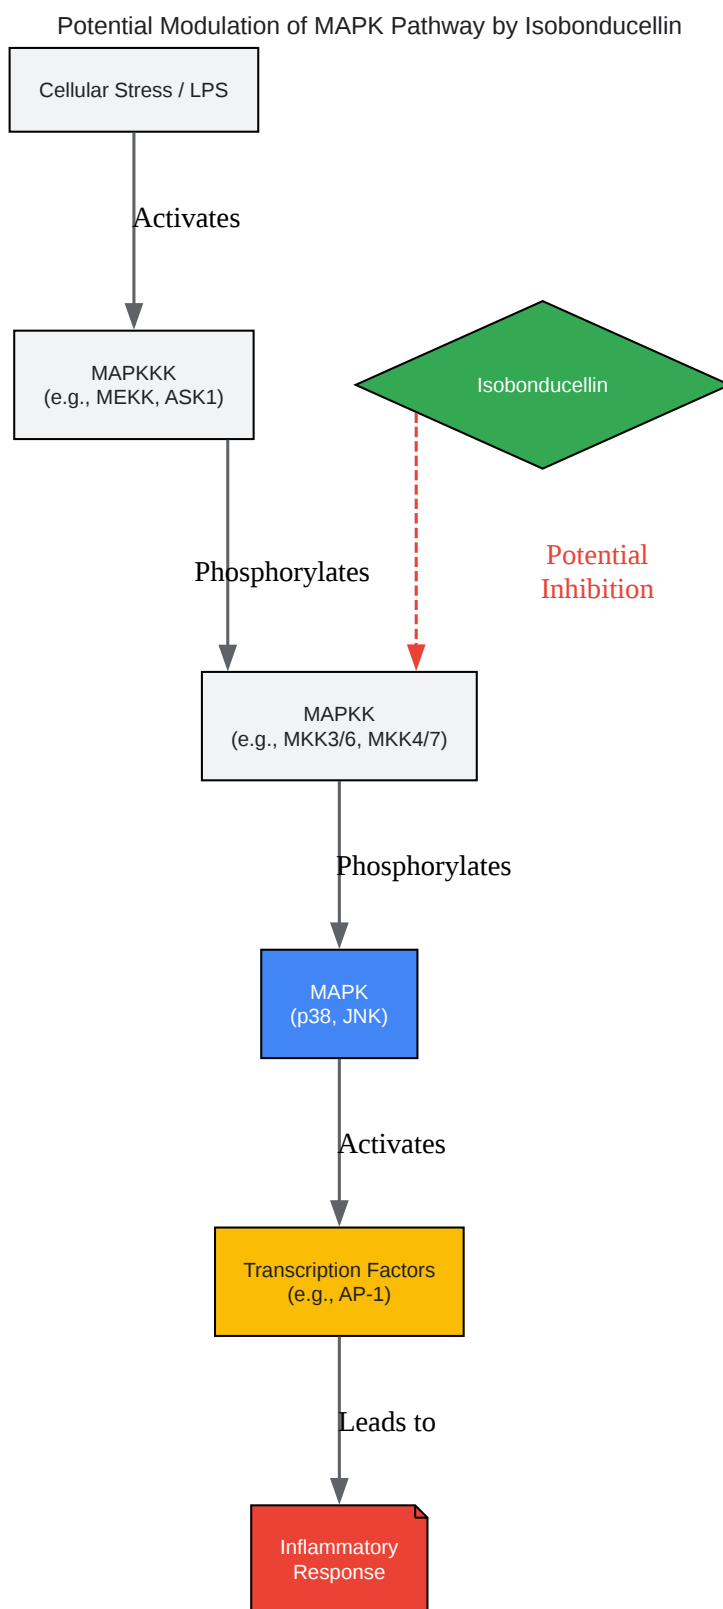 Potential Modulation of MAPK Pathway by Isobonducellin
Cellular Stress / LPS
Activates
MAPKKK
(e.g., MEKK, ASK1)
Isobonducellin
Phosphorylates
Potential
Inhibition
MAPKK
(e.g., MKK3/6, MKK4/7)
Phosphorylates
MAPK
(p38, JNK)
Activates
Transcription Factors
(e.g., AP-1)
Leads to
Inflammatory
Response